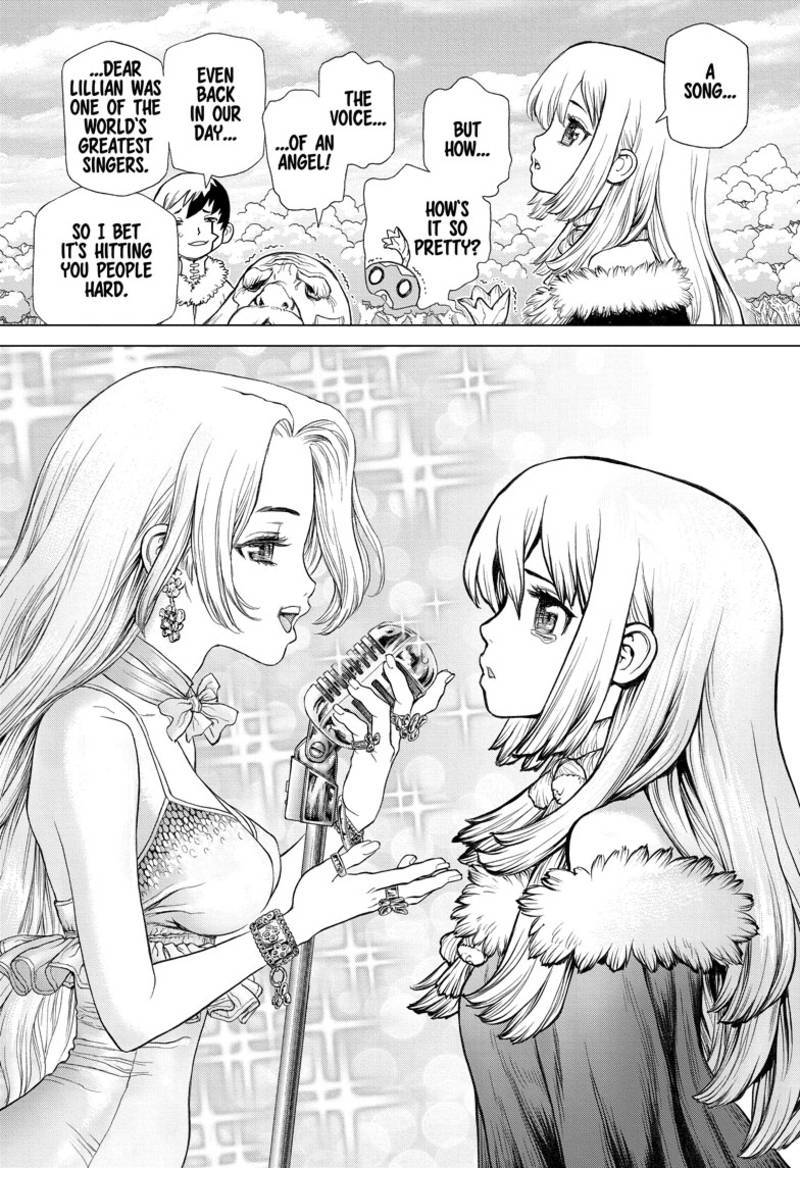 A
SONG...
BUT
HOW...
HOW'S
IT SO
PRETTY?
THE
VOICE...
...OF AN
ANGEL!
EVEN
BACK
IN OUR
DAY...
...DEAR
LILLIAN WAS
ONE OF THE
WORLD'S
GREATEST
SINGERS.
SO I BET
IT'S HITTING
YOU PEOPLE
HARD.